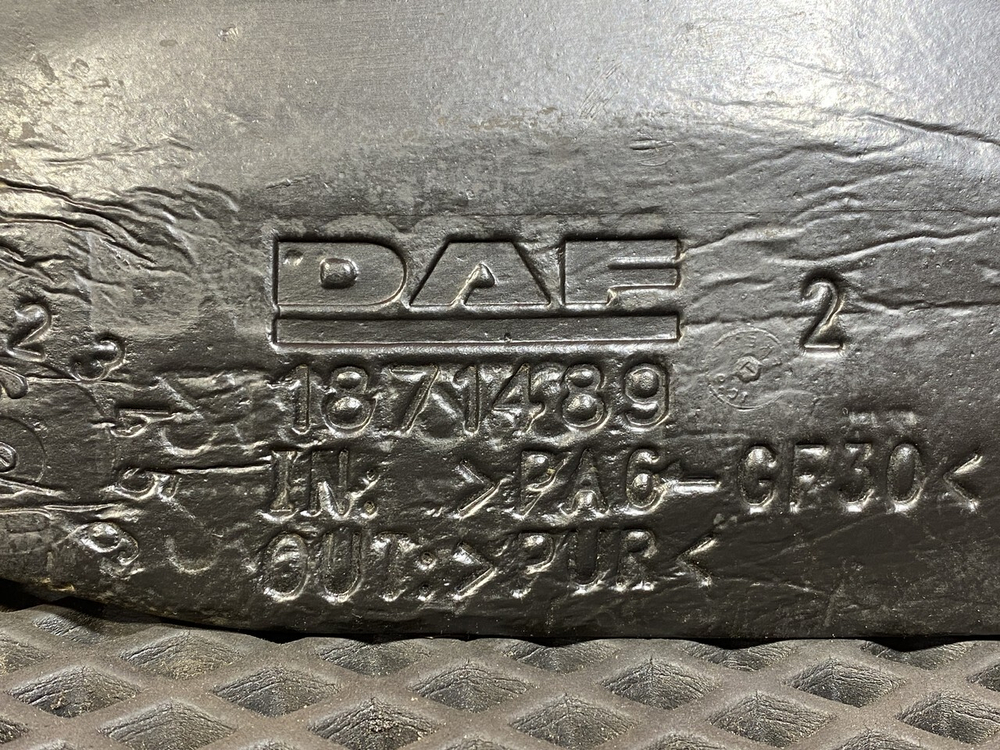 DAF
2
1871489
IN: >PA6-GF30<
OUT:>PUR<